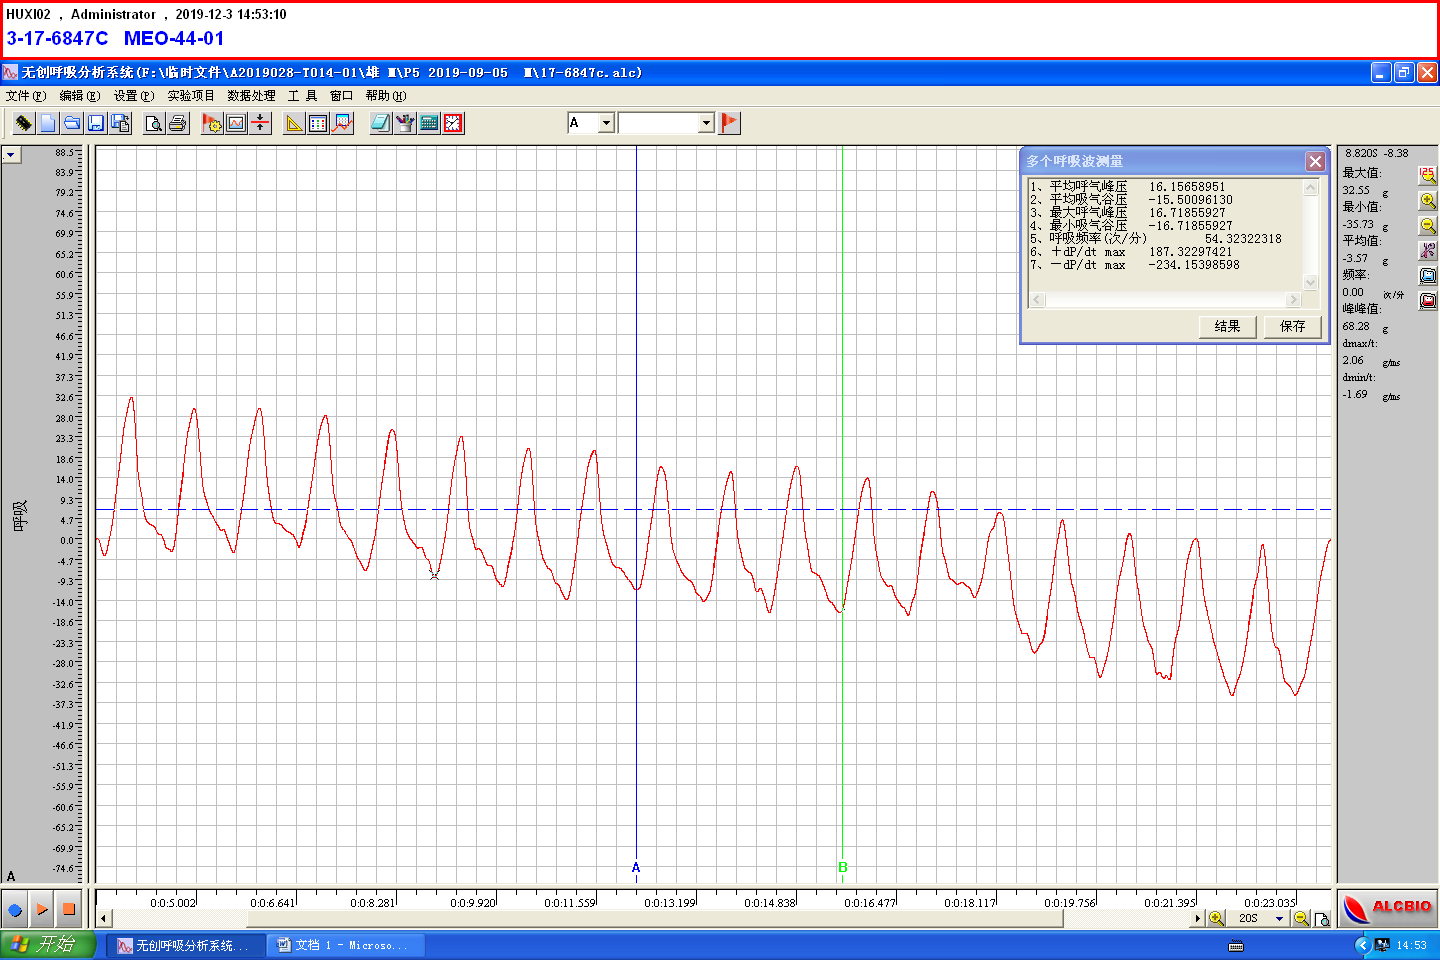 HUXI02 , Administrator , 2019-12-3 14:53:10
3-17-6847C MEO-44-01
无创呼吸分析系统(F:\临时文件\A2019028-T014-01\雄 M\P5 2019-09-05 M\17-6847c.alc)
文件(F) 编辑(E) 设置(P) 实验项目 数据处理 工 具 窗口 帮助(H)
A
88.5
83.9
79.2
74.6
69.9
65.2
60.6
55.9
51.3
46.6
41.9
37.3
32.6
28.0
23.3
18.6
14.0
9.3
4.7
0.0
-4.7
-9.3
-14.0
-18.6
-23.3
-28.0
-32.6
-37.3
-41.9
-46.6
-51.3
-55.9
-60.6
-65.2
-69.9
-74.6
呼吸
A
A
B
多个呼吸波测量
1、平均呼气峰压 16.15658951
2、平均吸气谷压 -15.50096130
3、最大呼气峰压 16.71855927
4、最小吸气谷压 -16.71855927
5、呼吸频率(次/分) 54.32322318
6、＋dP/dt max 187.32297421
7、－dP/dt max -234.15398598
结果 保存
8.820S -8.38
最大值:
32.55 g
最小值:
-35.73 g
平均值:
-3.57 g
频率:
0.00 次/分
峰峰值:
68.28 g
dmax/t:
2.06 g/ms
dmin/t:
-1.69 g/ms
125
0:0:5.002 0:0:6.641 0:0:8.281 0:0:9.920 0:0:11.559 0:0:13.199 0:0:14.838 0:0:16.477 0:0:18.117 0:0:19.756 0:0:21.395 0:0:23.035
20S
ALCBIO
开始 无创呼吸分析系统... 文档 1 - Microso... 14:53